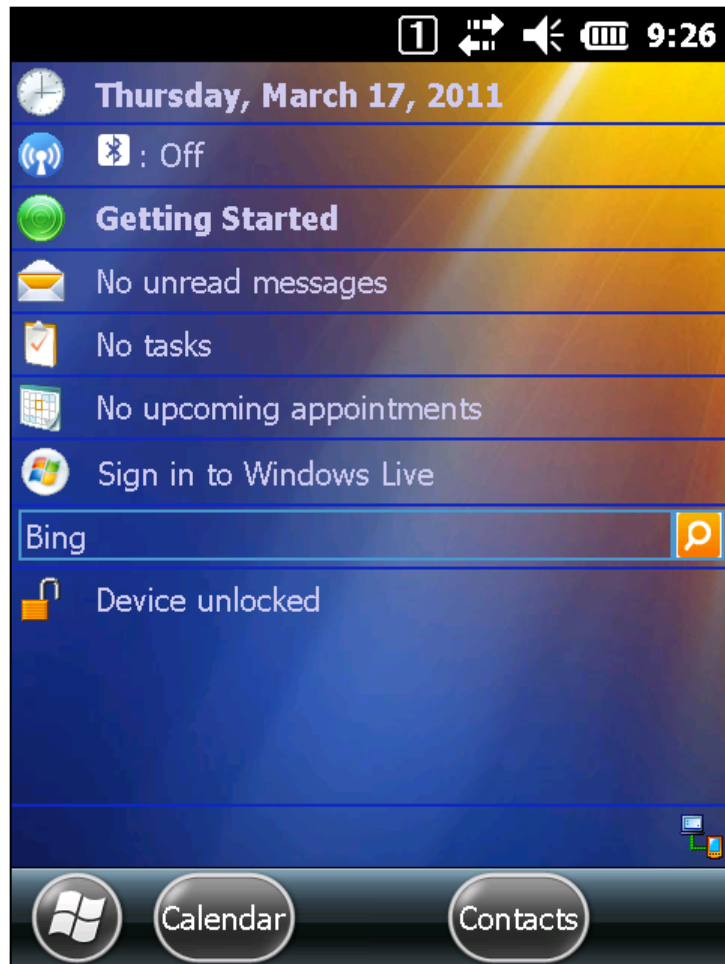 1 9:26
Thursday, March 17, 2011
: Off
Getting Started
No unread messages
No tasks
No upcoming appointments
Sign in to Windows Live
Bing
Device unlocked
Calendar Contacts